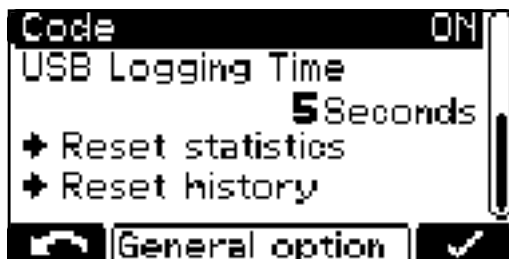 Code ON
USB Logging Time
5 Seconds
Reset statistics
Reset history
General option